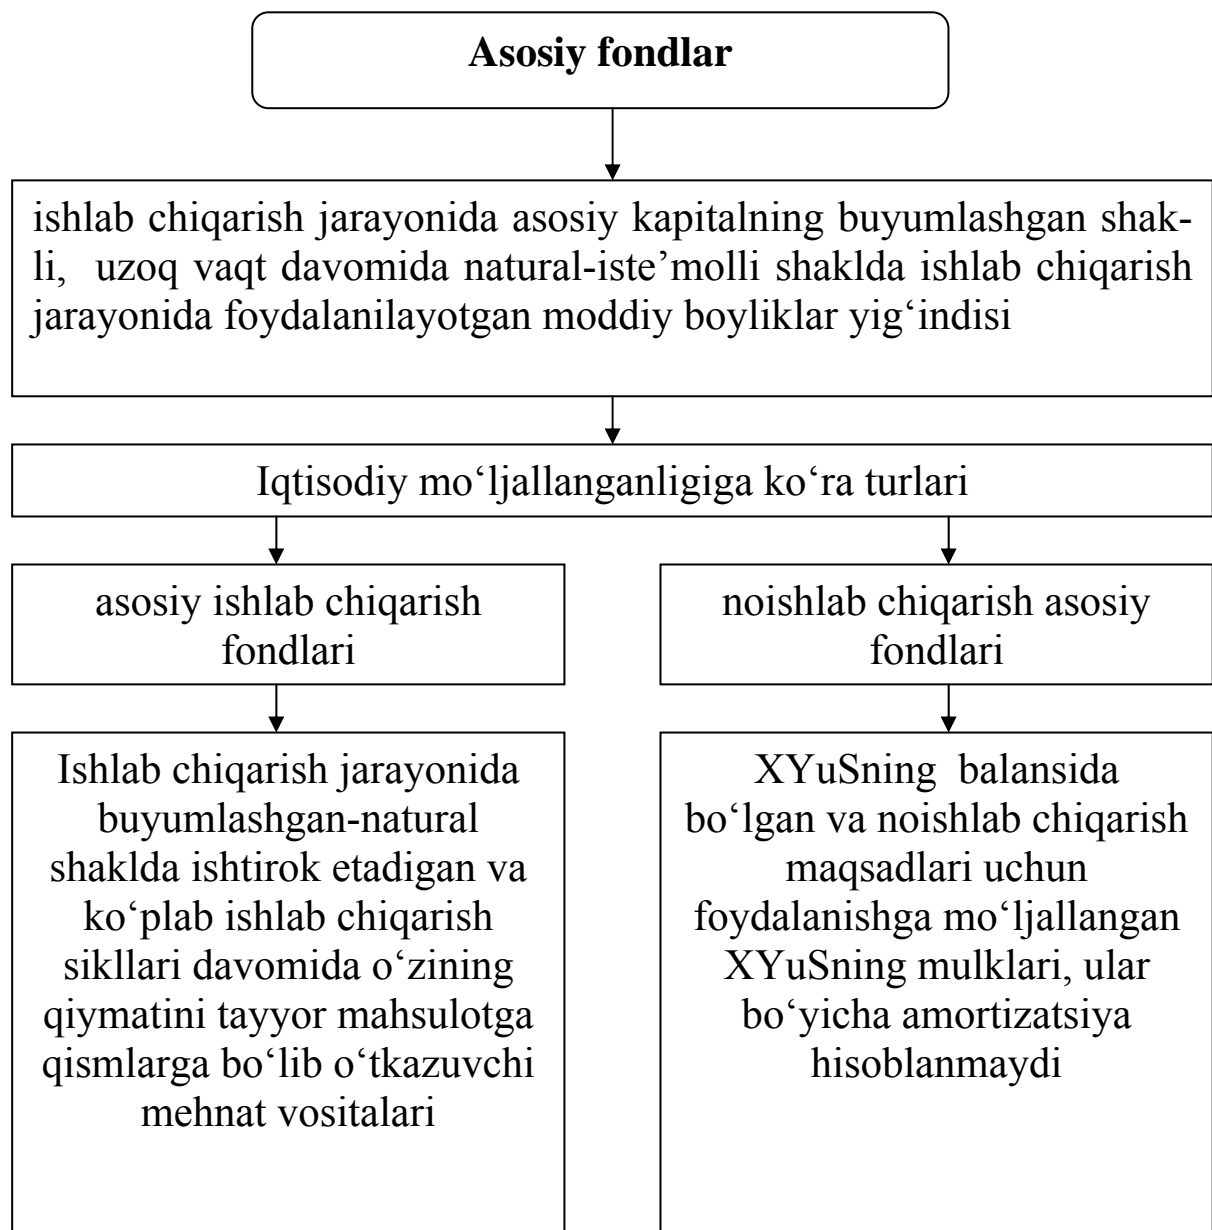 Asosiy fondlar
ishlab chiqarish jarayonida asosiy kapitalning buyumlashgan shak-
li, uzoq vaqt davomida natural-iste’molli shaklda ishlab chiqarish
jarayonida foydalanilayotgan moddiy boyliklar yig‘indisi
Iqtisodiy mo‘ljallanganligiga ko‘ra turlari
asosiy ishlab chiqarish
fondlari
noishlab chiqarish asosiy
fondlari
Ishlab chiqarish jarayonida
buyumlashgan-natural
shaklda ishtirok etadigan va
ko‘plab ishlab chiqarish
sikllari davomida o‘zining
qiymatini tayyor mahsulotga
qismlarga bo‘lib o‘tkazuvchi
mehnat vositalari
XYuSning balansida
bo‘lgan va noishlab chiqarish
maqsadlari uchun
foydalanishga mo‘ljallangan
XYuSning mulklari, ular
bo‘yicha amortizatsiya
hisoblanmaydi